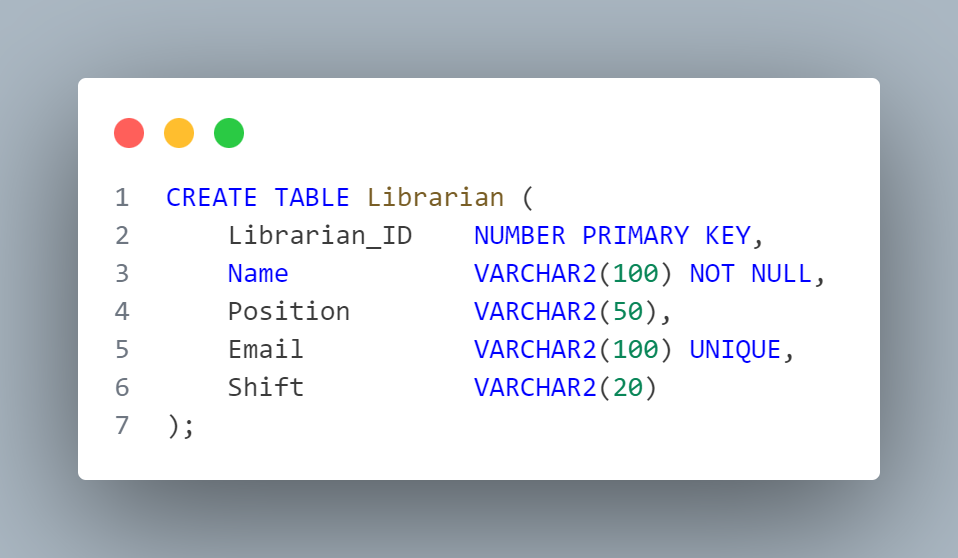 1 CREATE TABLE Librarian (
2     Librarian_ID    NUMBER PRIMARY KEY,
3     Name            VARCHAR2(100) NOT NULL,
4     Position        VARCHAR2(50),
5     Email           VARCHAR2(100) UNIQUE,
6     Shift           VARCHAR2(20)
7 );